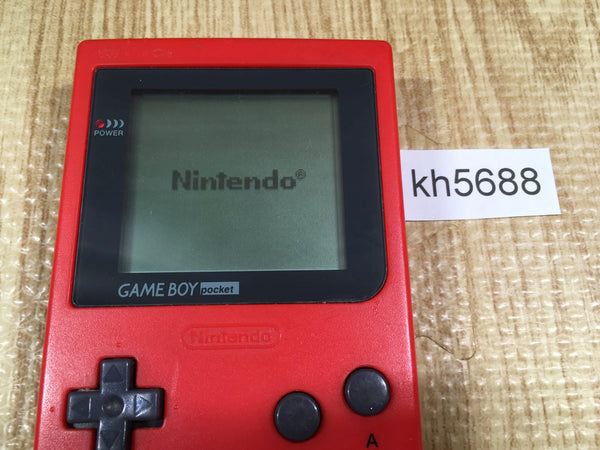 POWER
Nintendo®
kh5688
GAME BOY pocket
Nintendo
A